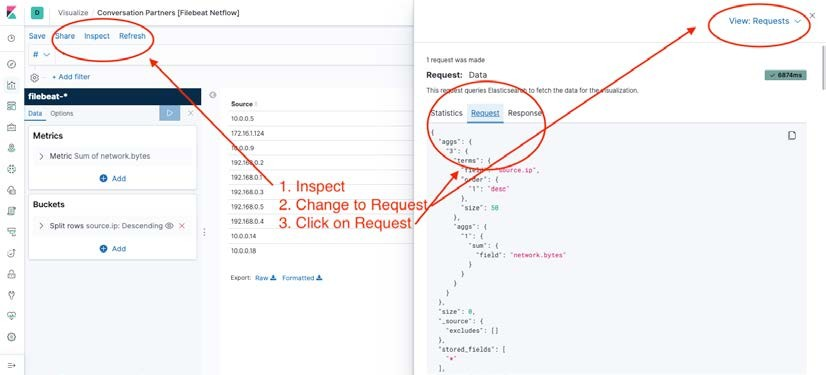 D Visualize / Conversation Partners [Filebeat Netflow]
Save Share Inspect Refresh
#
+ Add filter
filebeat-*
Data Options
Metrics
Metric Sum of network.bytes
Add
Buckets
Split rows source.ip: Descending
Add
Source
10.0.0.5
172.16.1.124
10.0.0.9
192.168.0.2
192.168.0.1
192.168.0.3
192.168.0.5
192.168.0.4
10.0.0.14
10.0.0.18
Export: Raw Formatted
1. Inspect
2. Change to Request
3. Click on Request
View: Requests
1 request was made
Request: Data
6874ms
This request queries Elasticsearch to fetch the data for the visualization.
Statistics Request Response
{
"aggs": {
"3": {
"terms": {
"field": "source.ip",
"order": {
"1": "desc"
},
"size": 50
},
"aggs": {
"1": {
"sum": {
"field": "network.bytes"
}
}
}
}
},
"size": 0,
"_source": {
"excludes": []
},
"stored_fields": [
"*"
],